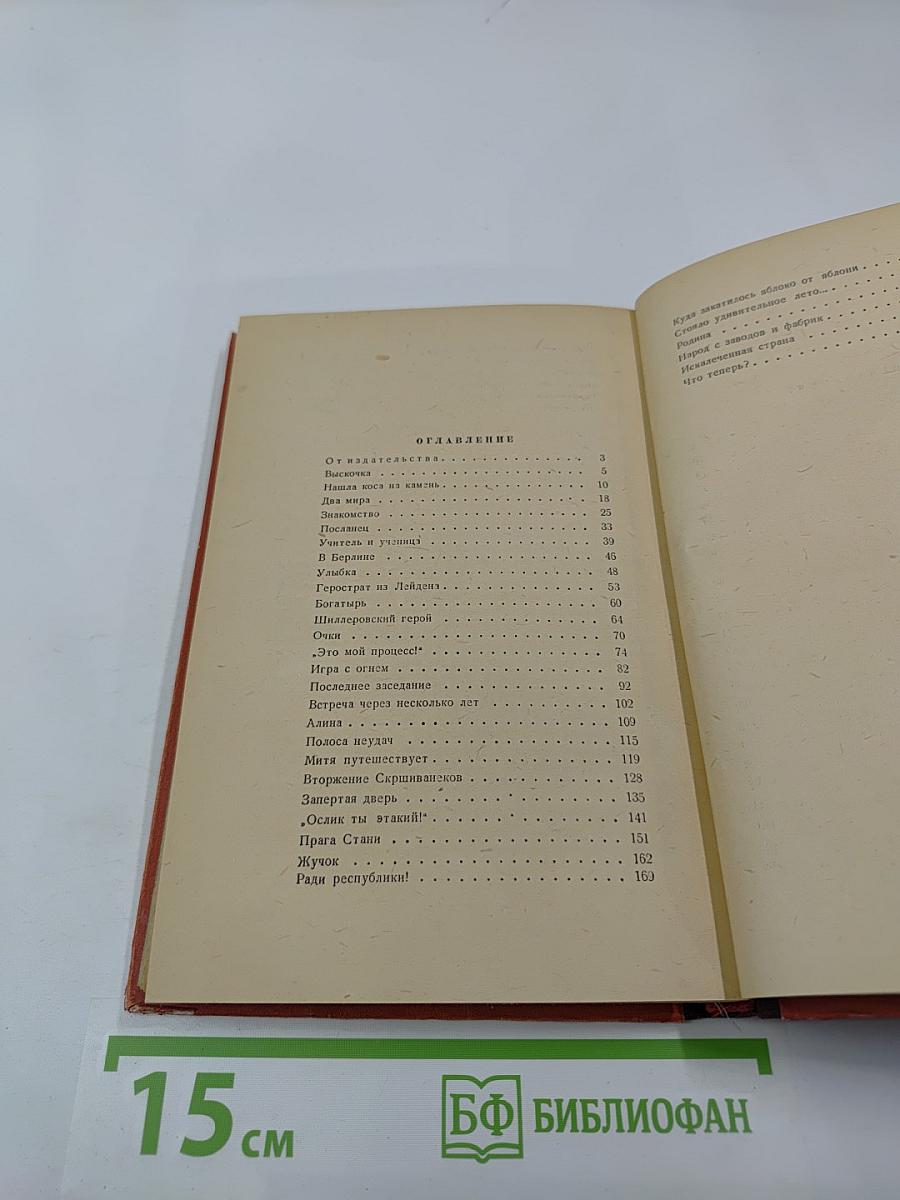 ОГЛАВЛЕНИЕ
От издательства . . . . . . . . . . . . . . 3
Выскочка . . . . . . . . . . . . . . . . . . 5
Нашла коса на камень . . . . . . . . . . . . 10
Два мира . . . . . . . . . . . . . . . . . . 18
Знакомство . . . . . . . . . . . . . . . . . 25
Посланец . . . . . . . . . . . . . . . . . . 33
Учитель и ученица . . . . . . . . . . . . . 39
В Берлине . . . . . . . . . . . . . . . . . 46
Улыбка . . . . . . . . . . . . . . . . . . . 48
Герострат из Лейдена . . . . . . . . . . . . 53
Богатырь . . . . . . . . . . . . . . . . . . 60
Шиллеровский герой . . . . . . . . . . . . . 64
Очки . . . . . . . . . . . . . . . . . . . . 70
„Это мой процесс!“ . . . . . . . . . . . . . 74
Игра с огнем . . . . . . . . . . . . . . . . 82
Последнее заседание . . . . . . . . . . . . 92
Встреча через несколько лет . . . . . . . . 102
Алина . . . . . . . . . . . . . . . . . . . 109
Полоса неудач . . . . . . . . . . . . . . . 115
Митя путешествует . . . . . . . . . . . . . 119
Вторжение Скршиванеков . . . . . . . . . . . 128
Запертая дверь . . . . . . . . . . . . . . . 135
„Ослик ты этакий!“ . . . . . . . . . . . . . 141
Прага Стани . . . . . . . . . . . . . . . . 151
Жучок . . . . . . . . . . . . . . . . . . . 162
Ради республики! . . . . . . . . . . . . . . 169
Куда закатилось яблоко от яблони . . . .
Стояло удивительное лето... . . . . .
Родина . . . . . . . . . . .
Народ с заводов и фабрик . . . . .
Искалеченная страна . . . . . .
Что теперь? . . . . . . . . .
15 см
БФ БИБЛИОФАН